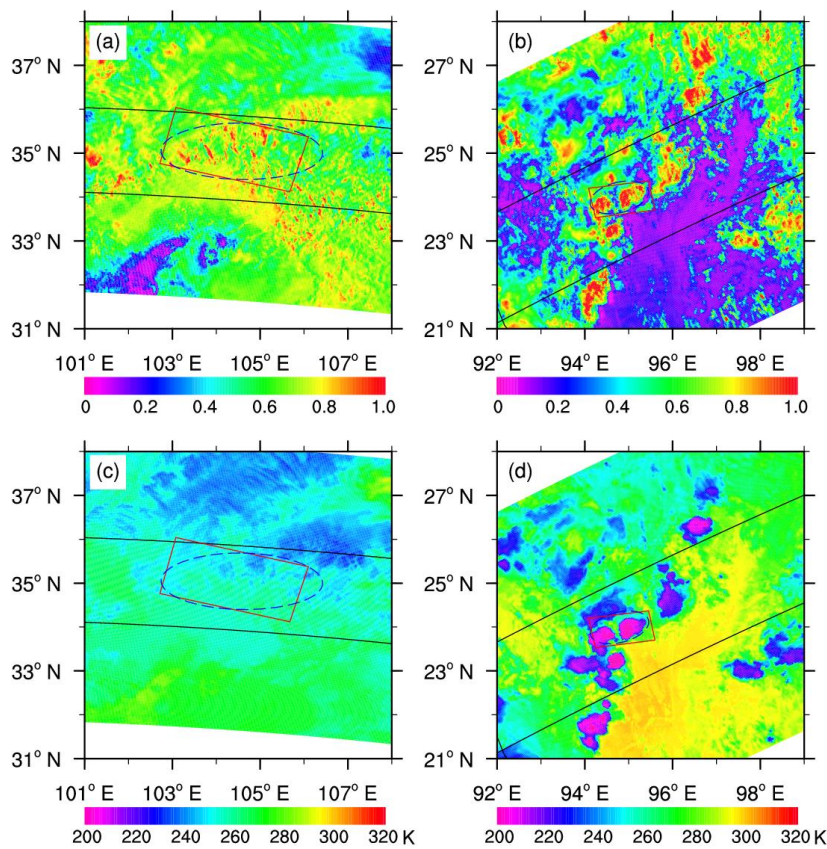 (a)
37° N
35° N
33° N
31° N
101° E 103° E 105° E 107° E
0 0.2 0.4 0.6 0.8 1.0
(b)
27° N
25° N
23° N
21° N
92° E 94° E 96° E 98° E
0 0.2 0.4 0.6 0.8 1.0
(c)
37° N
35° N
33° N
31° N
101° E 103° E 105° E 107° E
200 220 240 260 280 300 320 K
(d)
27° N
25° N
23° N
21° N
92° E 94° E 96° E 98° E
200 220 240 260 280 300 320 K